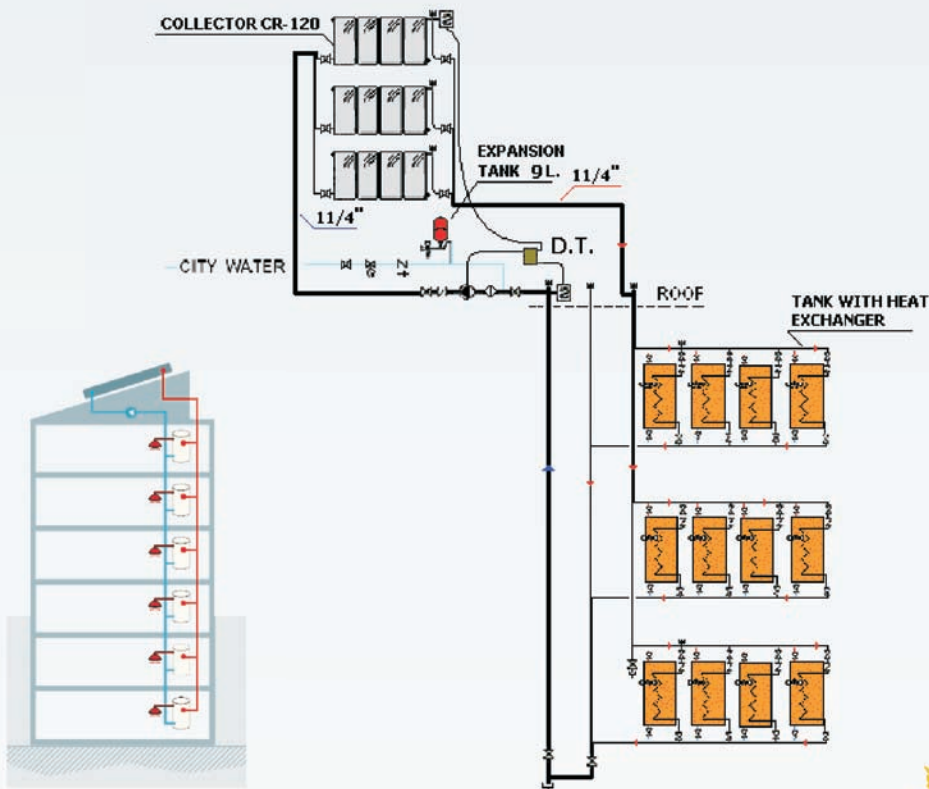 COLLECTOR CR-120
EXPANSION
TANK 9L.
11/4"
11/4"
D.T.
CITY WATER
ROOF
TANK WITH HEAT
EXCHANGER